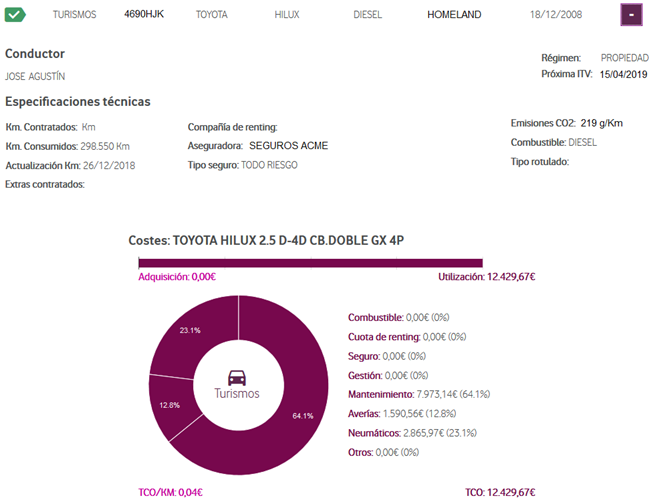 TURISMOS 4690HJK TOYOTA HILUX DIESEL HOMELAND 18/12/2008 -
Conductor
JOSE AGUSTÍN
Régimen: PROPIEDAD
Próxima ITV: 15/04/2019
Especificaciones técnicas
Km. Contratados: Km
Km. Consumidos: 298.550 Km
Actualización Km: 26/12/2018
Extras contratados:
Compañía de renting:
Aseguradora: SEGUROS ACME
Tipo seguro: TODO RIESGO
Emisiones CO2: 219 g/Km
Combustible: DIESEL
Tipo rotulado:
Costes: TOYOTA HILUX 2.5 D-4D CB.DOBLE GX 4P
Adquisición: 0,00€ Utilización: 12.429,67€
23.1%
12.8%
64.1%
Turismos
Combustible: 0,00€ (0%)
Cuota de renting: 0,00€ (0%)
Seguro: 0,00€ (0%)
Gestión: 0,00€ (0%)
Mantenimiento: 7.973,14€ (64.1%)
Averías: 1.590,56€ (12.8%)
Neumáticos: 2.865,97€ (23.1%)
Otros: 0,00€ (0%)
TCO/KM: 0,04€ TCO: 12.429,67€